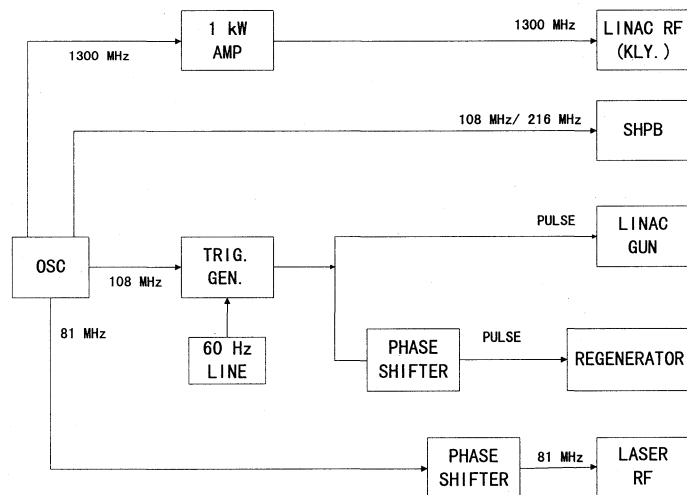 1 kW
AMP
1300 MHz
1300 MHz
LINAC RF
(KLY.)
108 MHz/ 216 MHz
SHPB
OSC
108 MHz
TRIG.
GEN.
PULSE
LINAC
GUN
81 MHz
60 Hz
LINE
PHASE
SHIFTER
PULSE
REGENERATOR
PHASE
SHIFTER
81 MHz
LASER
RF